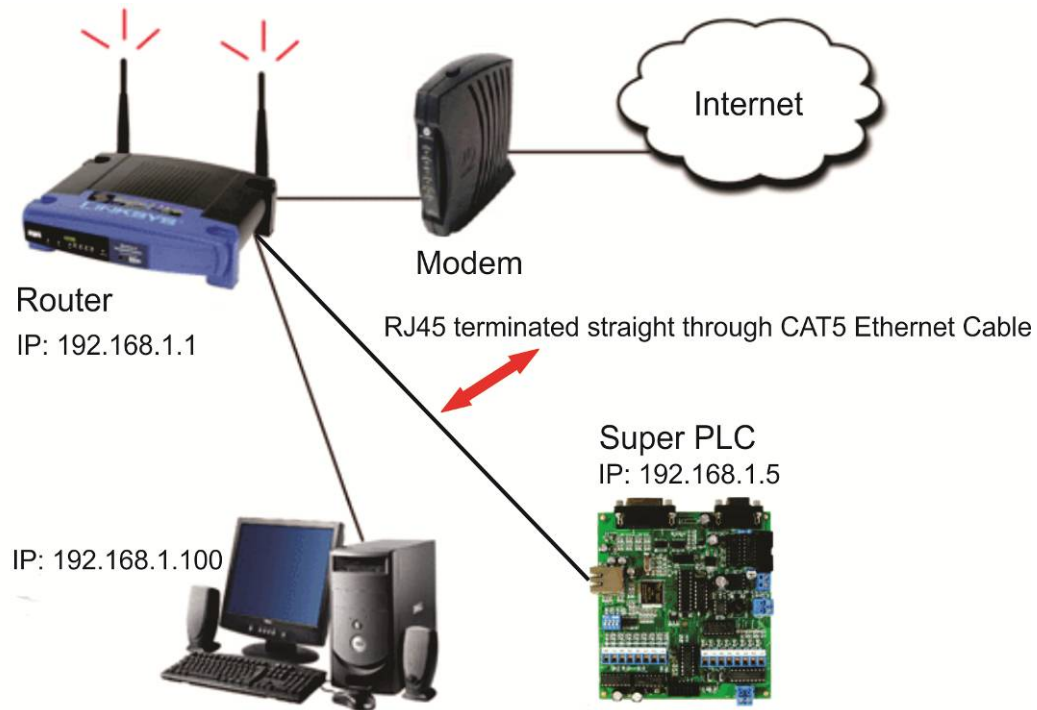 Internet
LINKSYS
Modem
Router
IP: 192.168.1.1
RJ45 terminated straight through CAT5 Ethernet Cable
Super PLC
IP: 192.168.1.5
IP: 192.168.1.100